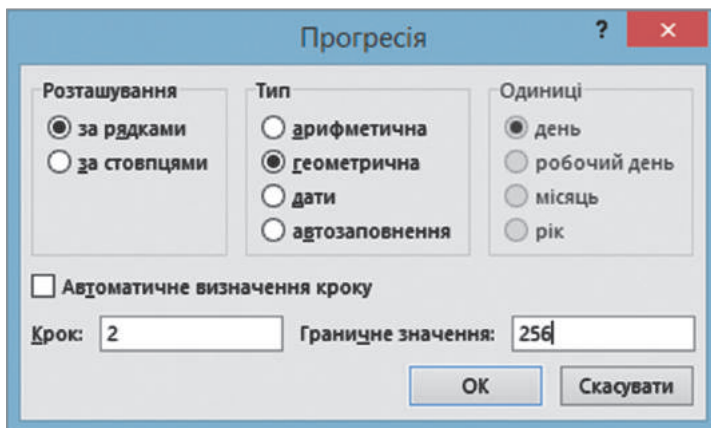 Прогресія ?
Розташування
за рядками
за стовпцями
Тип
арифметична
геометрична
дати
автозаповнення
Одиниці
день
робочий день
місяць
рік
Автоматичне визначення кроку
Крок: 2
Граничне значення: 256
ОК
Скасувати